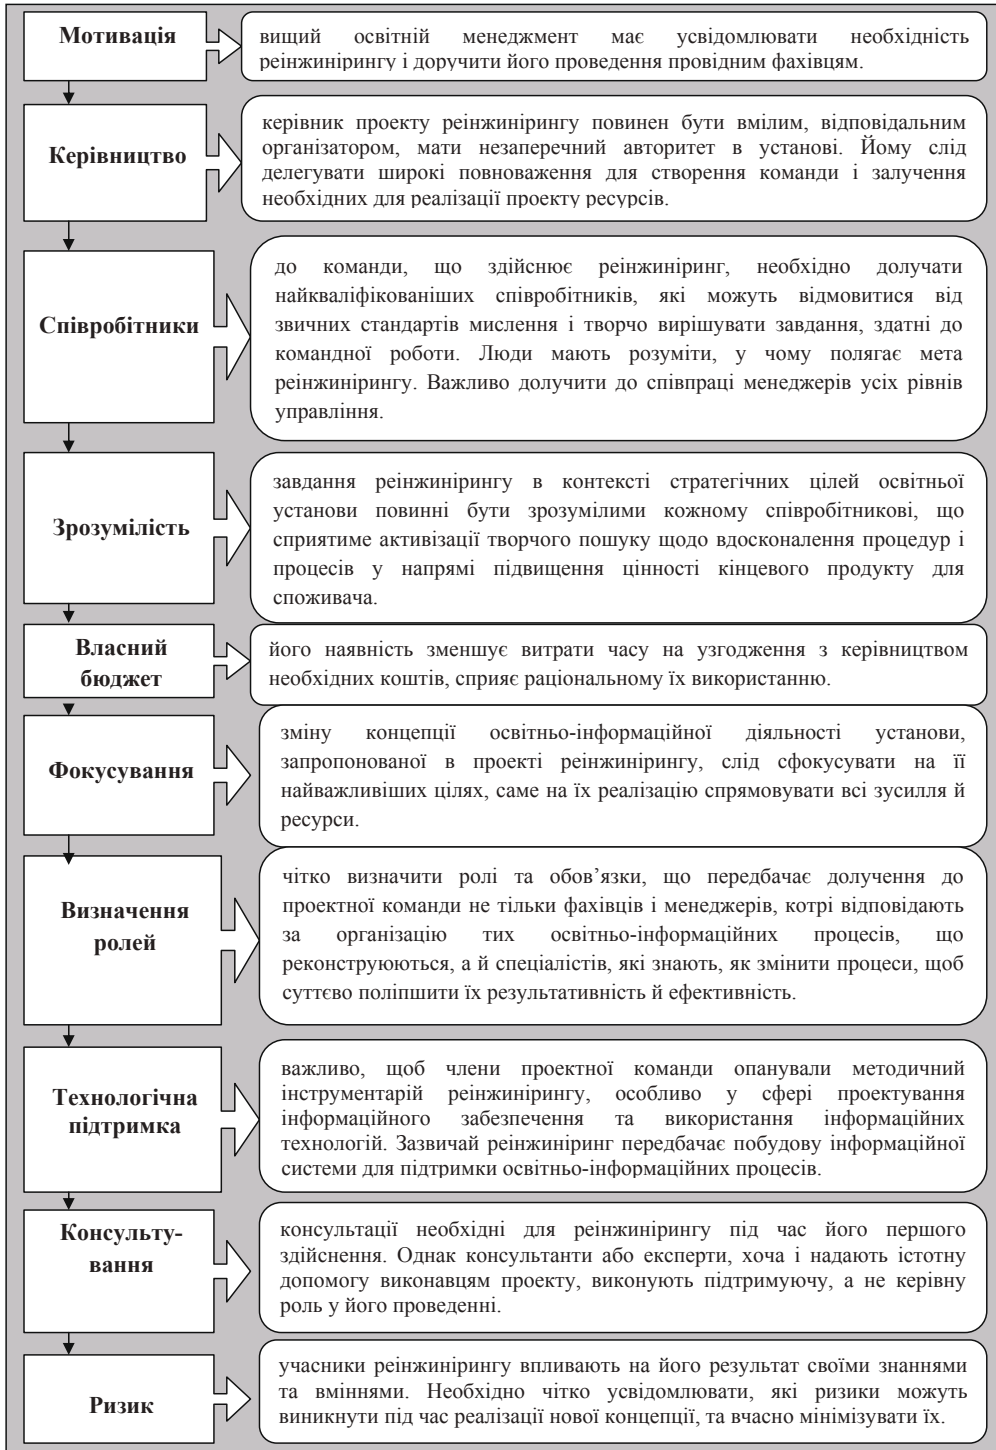 Мотивація
вищий освітній менеджмент має усвідомлювати необхідність
реінжинірингу і доручити його проведення провідним фахівцям.
Керівництво
керівник проекту реінжинірингу повинен бути вмілим, відповідальним
організатором, мати незаперечний авторитет в установі. Йому слід
делегувати широкі повноваження для створення команди і залучення
необхідних для реалізації проекту ресурсів.
Співробітники
до команди, що здійснює реінжиніринг, необхідно долучати
найкваліфікованіших співробітників, які можуть відмовитися від
звичних стандартів мислення і творчо вирішувати завдання, здатні до
командної роботи. Люди мають розуміти, у чому полягає мета
реінжинірингу. Важливо долучити до співпраці менеджерів усіх рівнів
управління.
Зрозумілість
завдання реінжинірингу в контексті стратегічних цілей освітньої
установи повинні бути зрозумілими кожному співробітникові, що
сприятиме активізації творчого пошуку щодо вдосконалення процедур і
процесів у напрямі підвищення цінності кінцевого продукту для
споживача.
Власний
бюджет
його наявність зменшує витрати часу на узгодження з керівництвом
необхідних коштів, сприяє раціональному їх використанню.
Фокусування
зміну концепції освітньо-інформаційної діяльності установи,
запропонованої в проекті реінжинірингу, слід сфокусувати на її
найважливіших цілях, саме на їх реалізацію спрямовувати всі зусилля й
ресурси.
Визначення
ролей
чітко визначити ролі та обов’язки, що передбачає долучення до
проектної команди не тільки фахівців і менеджерів, котрі відповідають
за організацію тих освітньо-інформаційних процесів, що
реконструюються, а й спеціалістів, які знають, як змінити процеси, щоб
суттєво поліпшити їх результативність й ефективність.
Технологічна
підтримка
важливо, щоб члени проектної команди опанували методичний
інструментарій реінжинірингу, особливо у сфері проектування
інформаційного забезпечення та використання інформаційних
технологій. Зазвичай реінжиніринг передбачає побудову інформаційної
системи для підтримки освітньо-інформаційних процесів.
Консульту-
вання
консультації необхідні для реінжинірингу під час його першого
здійснення. Однак консультанти або експерти, хоча і надають істотну
допомогу виконавцям проекту, виконують підтримуючу, а не керівну
роль у його проведенні.
Ризик
учасники реінжинірингу впливають на його результат своїми знаннями
та вміннями. Необхідно чітко усвідомлювати, які ризики можуть
виникнути під час реалізації нової концепції, та вчасно мінімізувати їх.